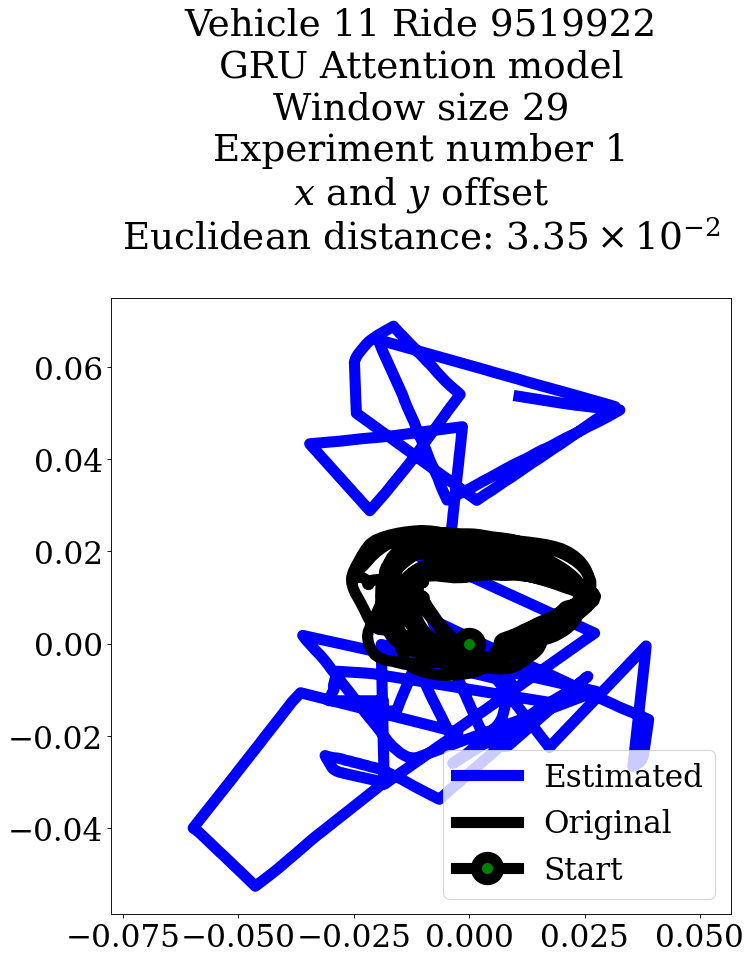 Vehicle 11 Ride 9519922
GRU Attention model
Window size 29
Experiment number 1
x and y offset
Euclidean distance: 3.35 × 10⁻²
0.06
0.04
0.02
0.00
−0.02
−0.04
Estimated
Original
Start
−0.075 −0.050 −0.025 0.000 0.025 0.050